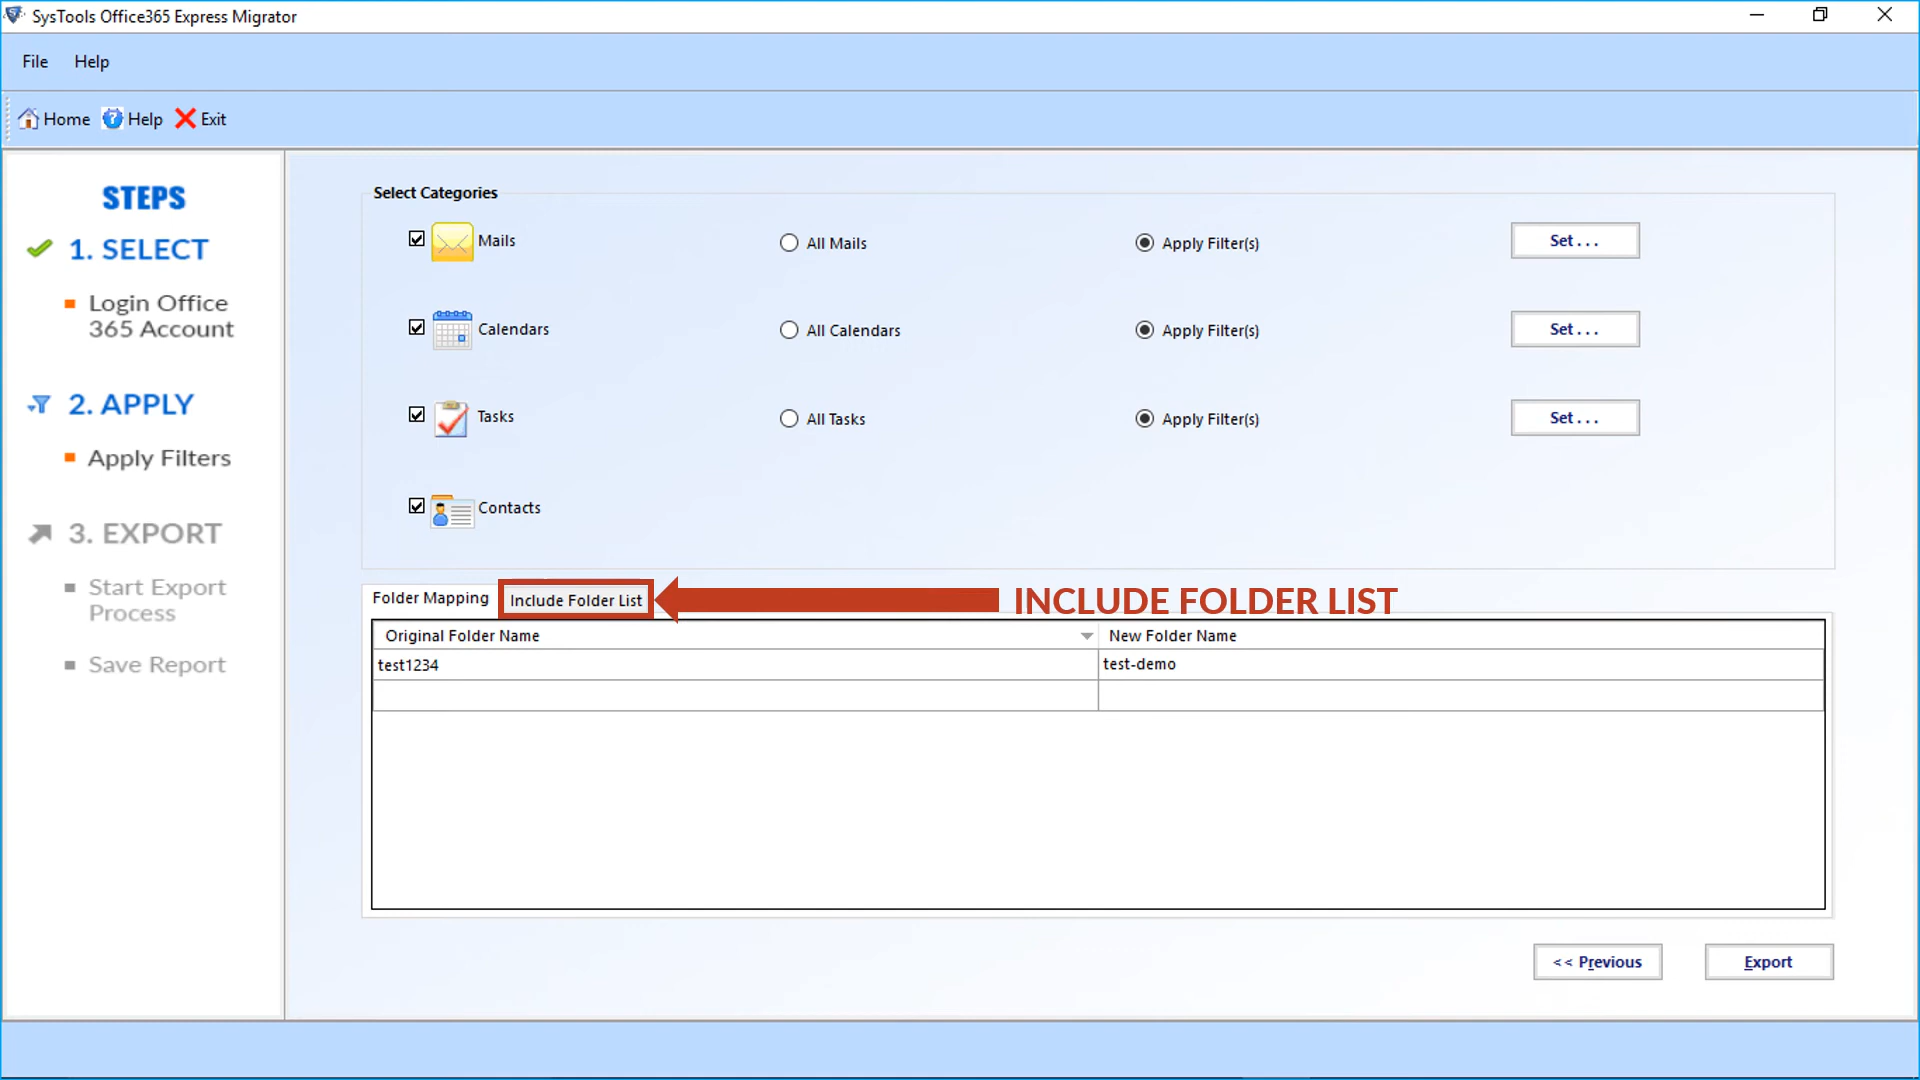 SysTools Office365 Express Migrator
File Help
Home Help Exit
STEPS
1. SELECT
Login Office
365 Account
2. APPLY
Apply Filters
3. EXPORT
Start Export
Process
Save Report
Select Categories
Mails All Mails Apply Filter(s) Set . . .
Calendars All Calendars Apply Filter(s) Set . . .
Tasks All Tasks Apply Filter(s) Set . . .
Contacts
Folder Mapping Include Folder List INCLUDE FOLDER LIST
Original Folder Name New Folder Name
test1234 test-demo
<< Previous Export